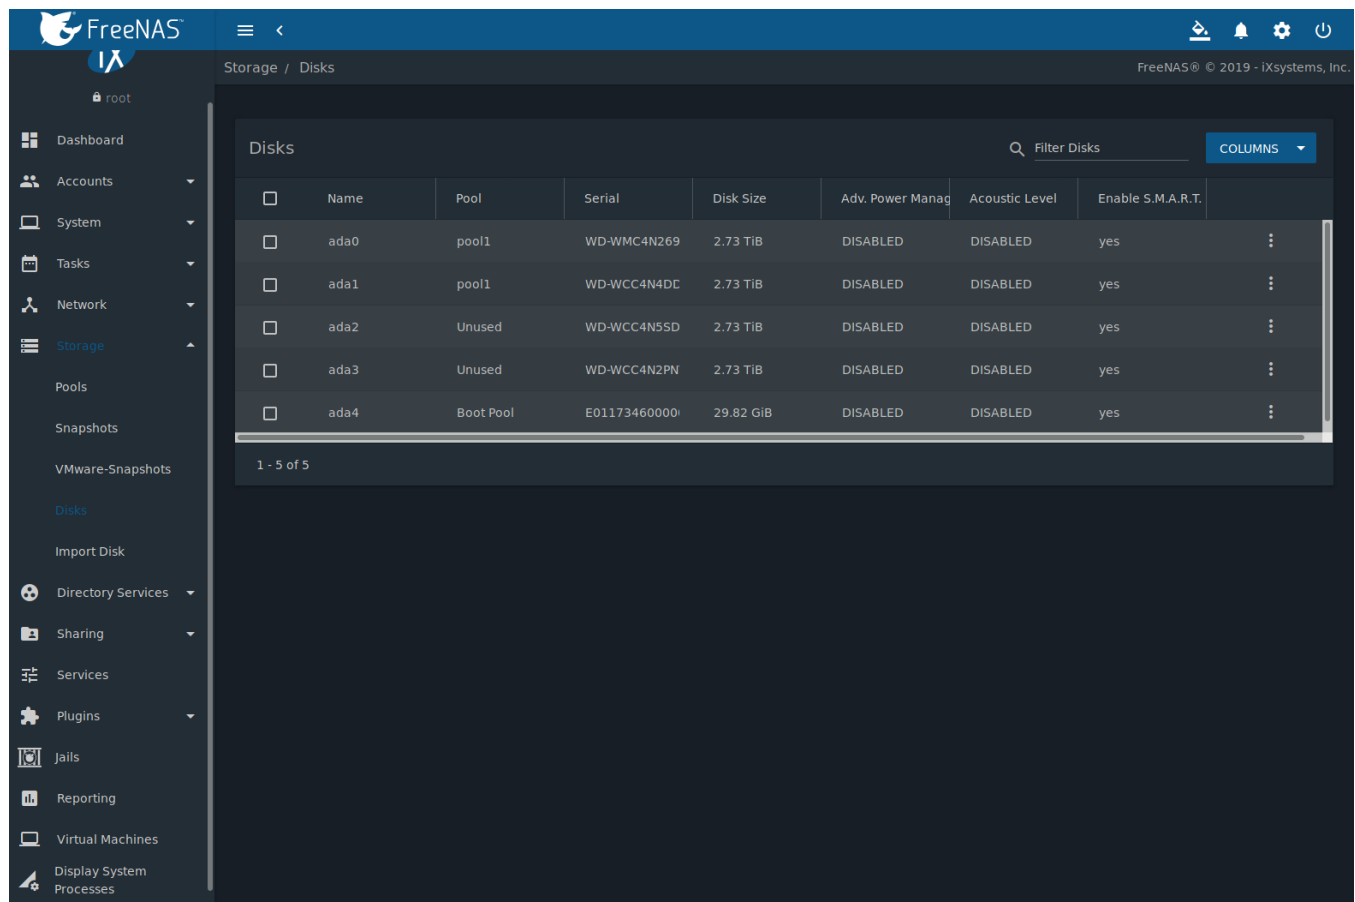 FreeNAS™
Storage / Disks
FreeNAS® © 2019 - iXsystems, Inc.
iX
root
Dashboard
Accounts
System
Tasks
Network
Storage
Pools
Snapshots
VMware-Snapshots
Disks
Import Disk
Directory Services
Sharing
Services
Plugins
Jails
Reporting
Virtual Machines
Display System
Processes
Disks
Filter Disks
COLUMNS
Name Pool Serial Disk Size Adv. Power Manag Acoustic Level Enable S.M.A.R.T.
ada0 pool1 WD-WMC4N269 2.73 TiB DISABLED DISABLED yes
ada1 pool1 WD-WCC4N4DD 2.73 TiB DISABLED DISABLED yes
ada2 Unused WD-WCC4N5SD 2.73 TiB DISABLED DISABLED yes
ada3 Unused WD-WCC4N2PN 2.73 TiB DISABLED DISABLED yes
ada4 Boot Pool E01173460000 29.82 GiB DISABLED DISABLED yes
1 - 5 of 5